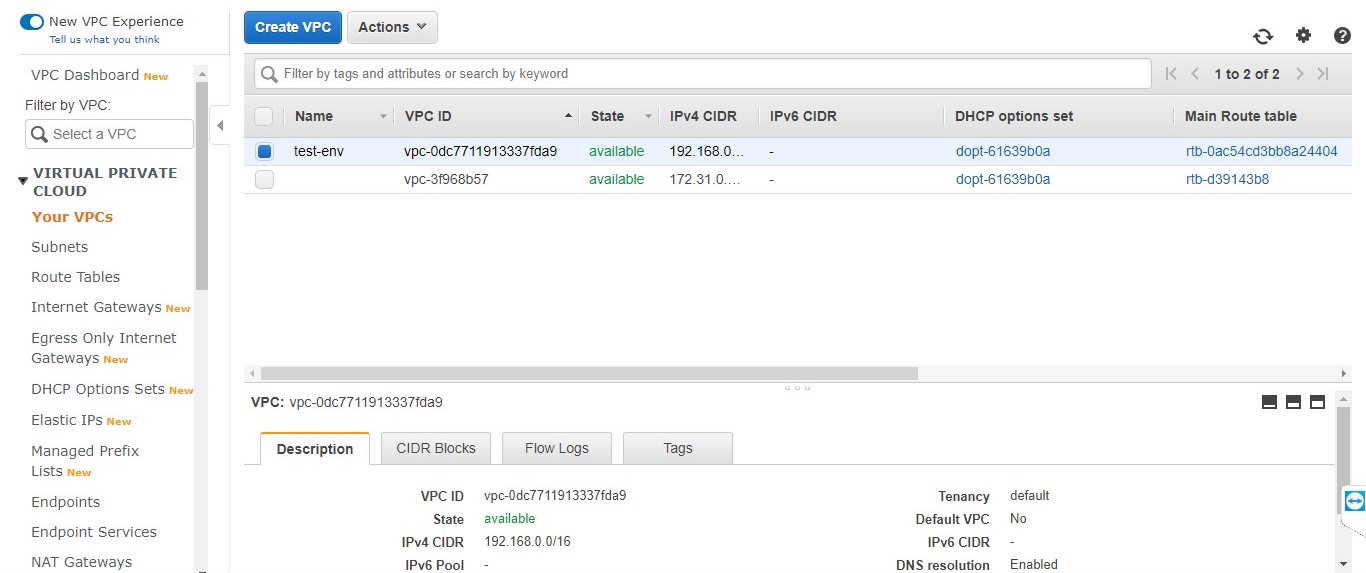 New VPC Experience
Tell us what you think
VPC Dashboard New
Filter by VPC:
Select a VPC
VIRTUAL PRIVATE
CLOUD
Your VPCs
Subnets
Route Tables
Internet Gateways New
Egress Only Internet
Gateways New
DHCP Options Sets New
Elastic IPs New
Managed Prefix
Lists New
Endpoints
Endpoint Services
NAT Gateways
Create VPC Actions
Filter by tags and attributes or search by keyword 1 to 2 of 2
Name VPC ID State IPv4 CIDR IPv6 CIDR DHCP options set Main Route table
test-env vpc-0dc7711913337fda9 available 192.168.0... - dopt-61639b0a rtb-0ac54cd3bb8a24404
vpc-3f968b57 available 172.31.0.... - dopt-61639b0a rtb-d39143b8
VPC: vpc-0dc7711913337fda9
Description CIDR Blocks Flow Logs Tags
VPC ID vpc-0dc7711913337fda9 Tenancy default
State available Default VPC No
IPv4 CIDR 192.168.0.0/16 IPv6 CIDR -
IPv6 Pool - DNS resolution Enabled